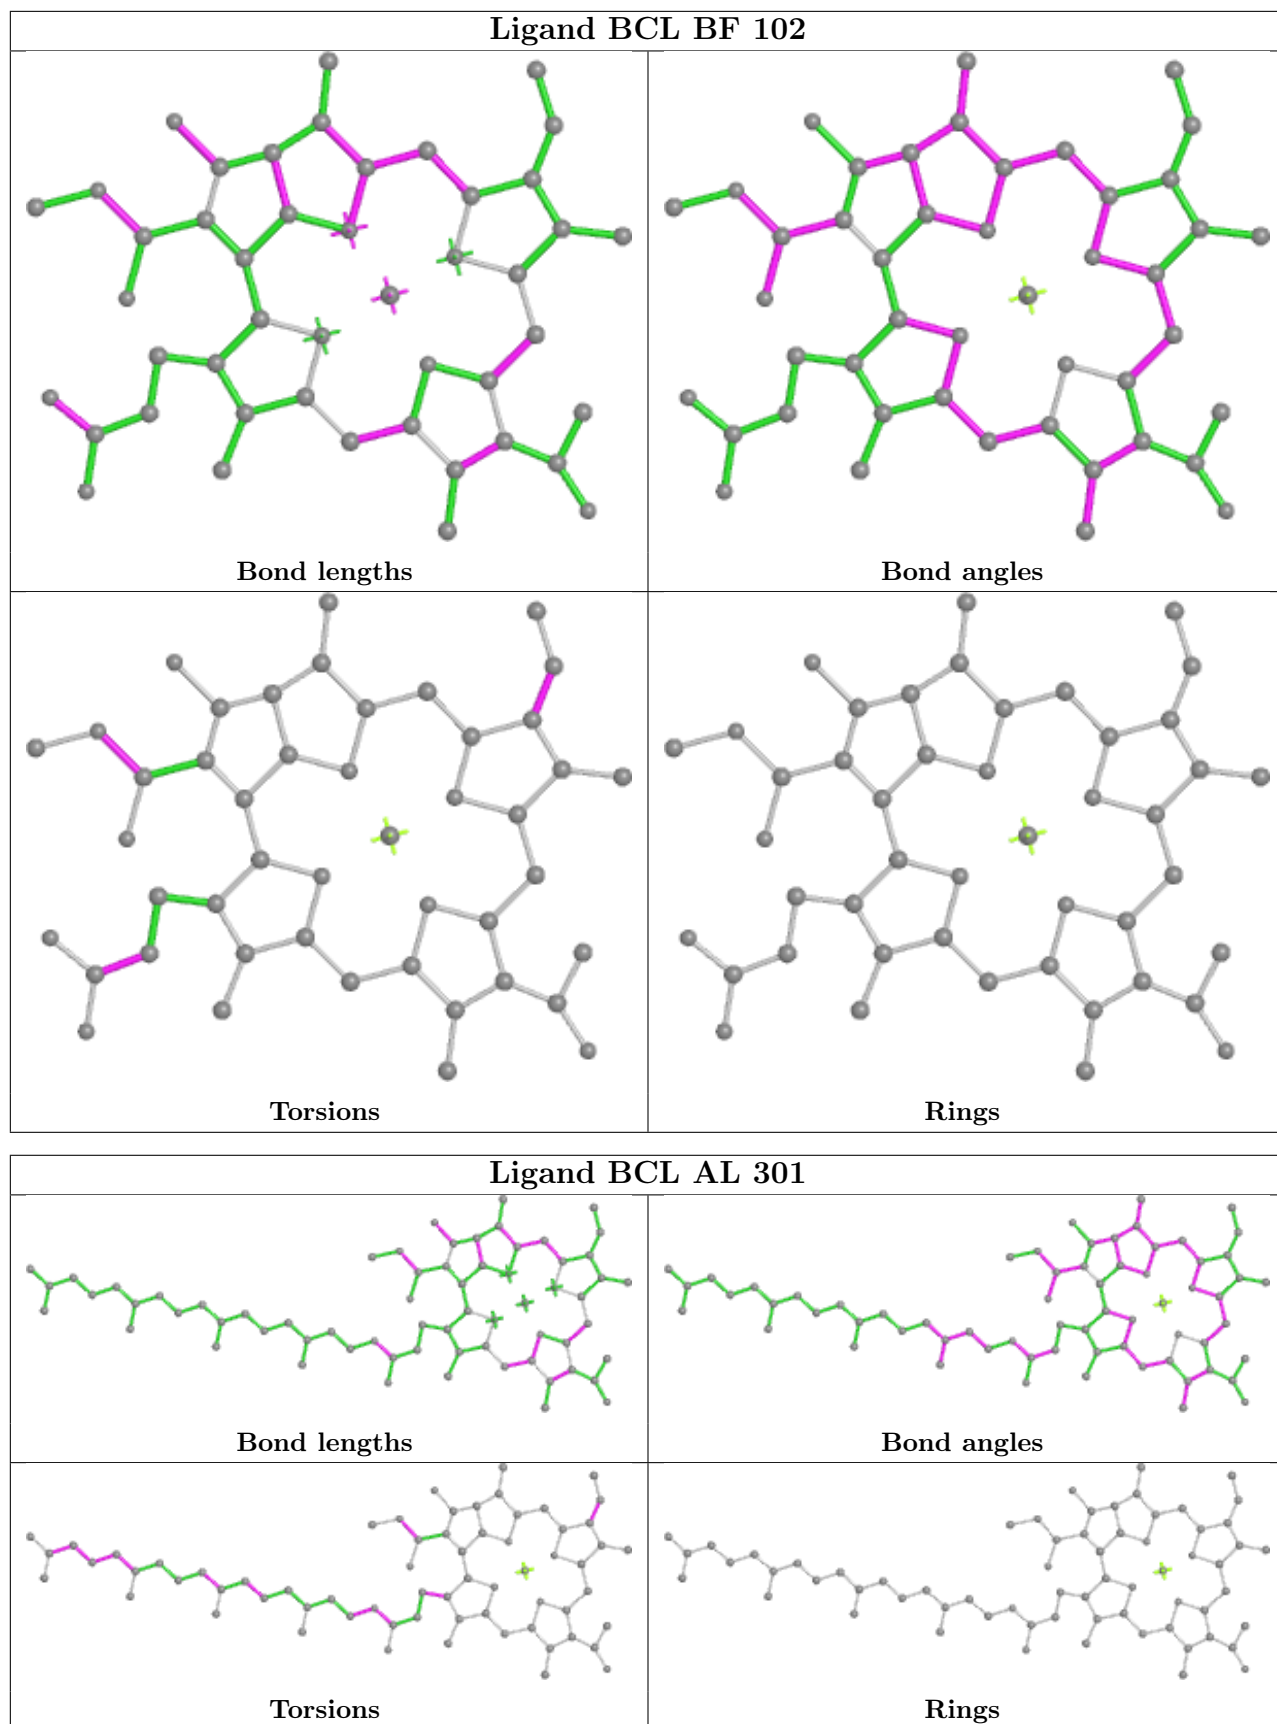 Ligand BCL BF 102
Bond lengths
Bond angles
Torsions
Rings
Ligand BCL AL 301
Bond lengths
Bond angles
Torsions
Rings